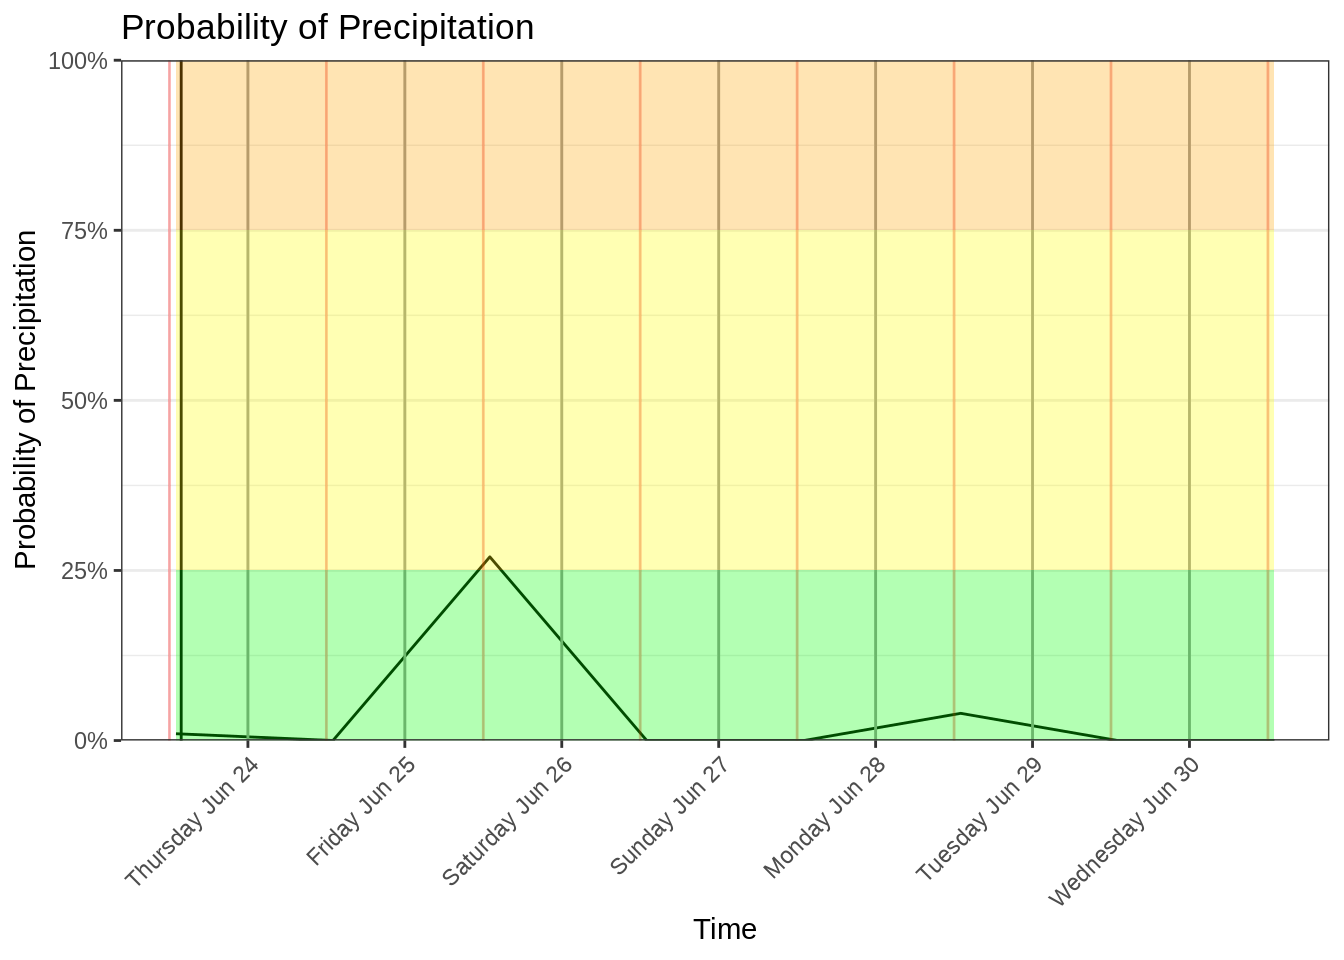 Probability of Precipitation
Probability of Precipitation
100%
75%
50%
25%
0%
Thursday Jun 24
Friday Jun 25
Saturday Jun 26
Sunday Jun 27
Monday Jun 28
Tuesday Jun 29
Wednesday Jun 30
Time